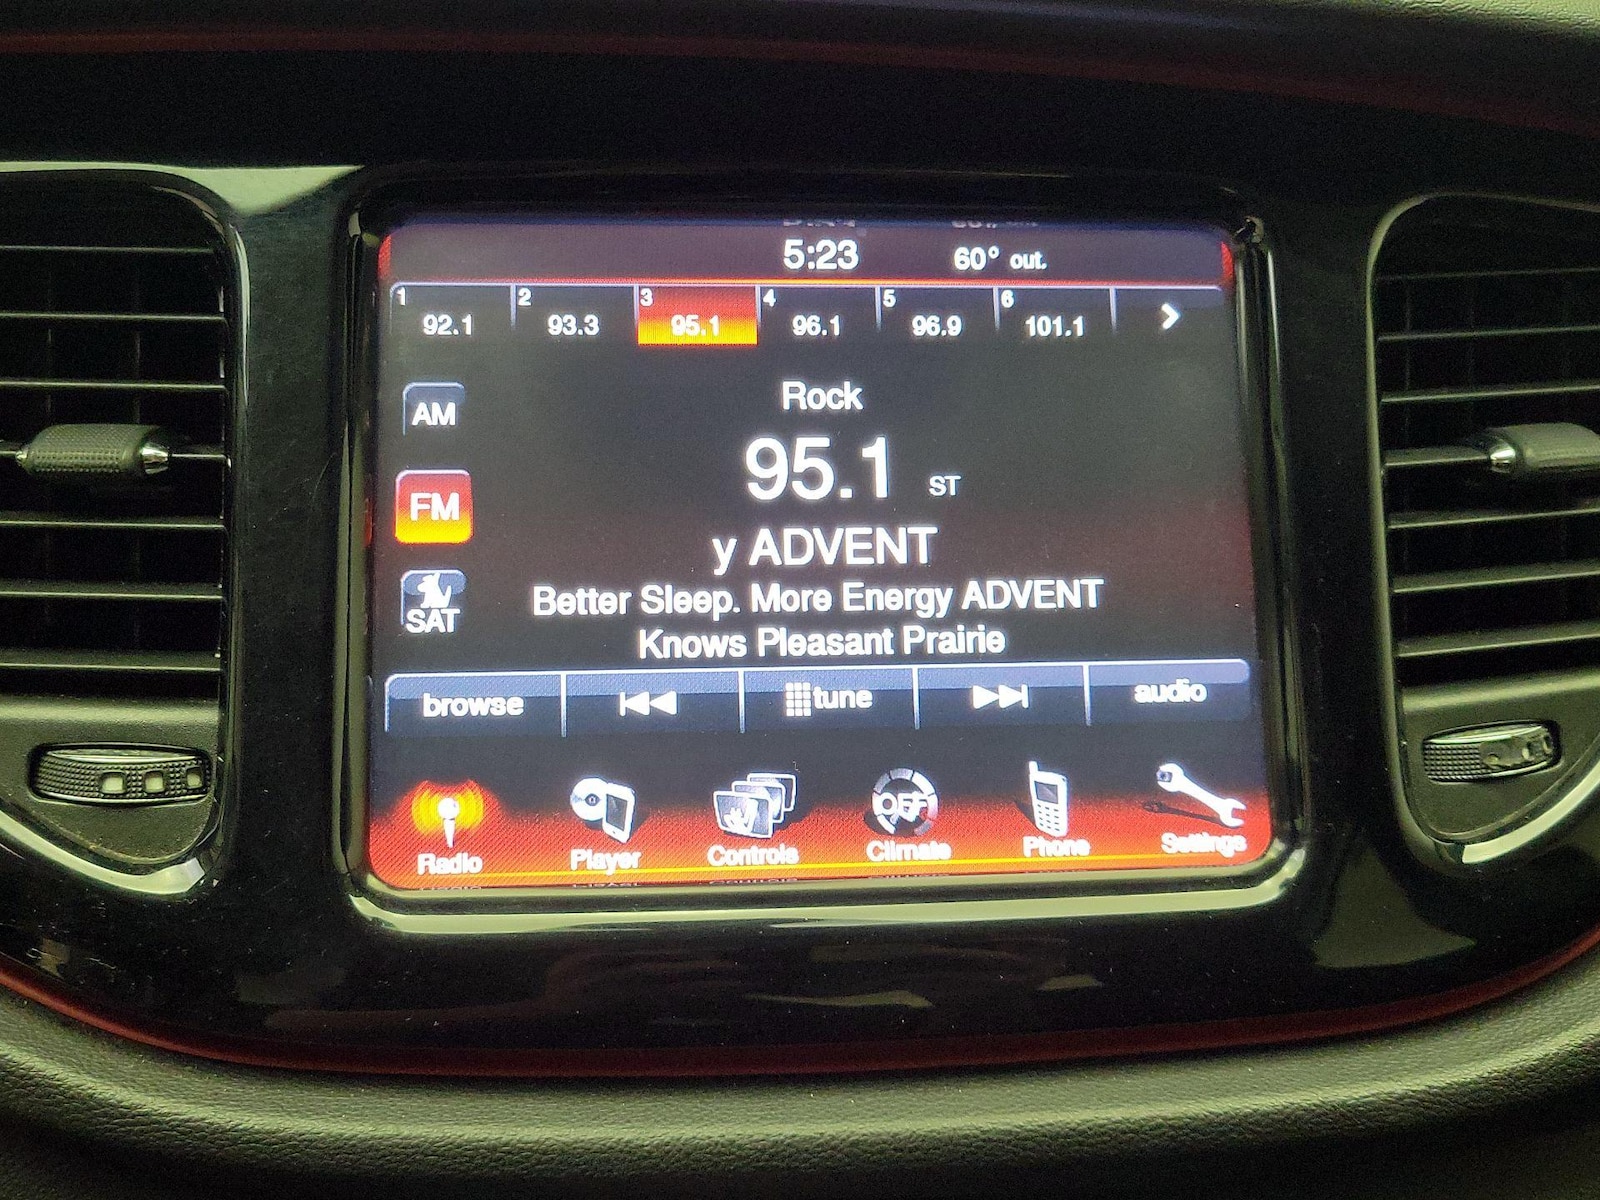 5:23 60° out.
1 2 3 4 5 6
92.1 93.3 95.1 96.1 96.9 101.1
Rock
AM
95.1 ST
FM
y ADVENT
Better Sleep. More Energy ADVENT
SAT
Knows Pleasant Prairie
browse tune audio
OFF
Radio Player Controls Climate Phone Settings